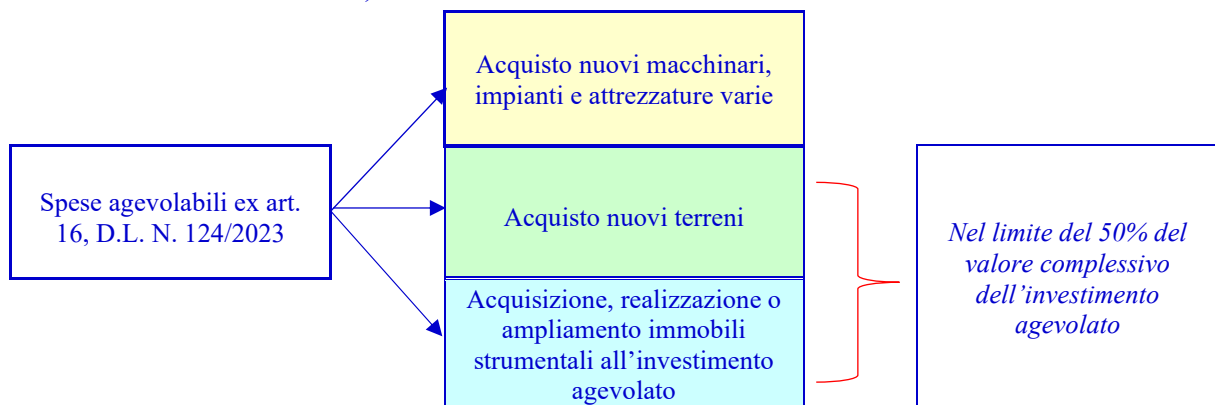 Acquisto nuovi macchinari,
impianti e attrezzature varie
Spese agevolabili ex art.
16, D.L. N. 124/2023
Acquisto nuovi terreni
Acquisizione, realizzazione o
ampliamento immobili
strumentali all’investimento
agevolato
Nel limite del 50% del
valore complessivo
dell’investimento
agevolato